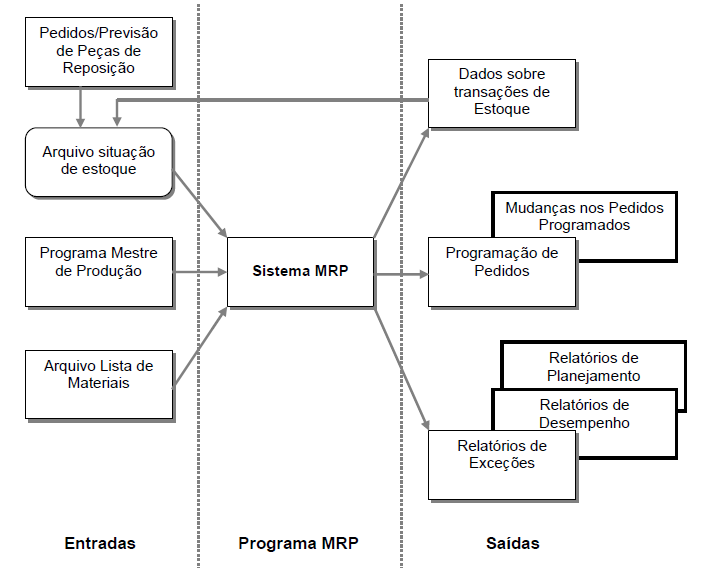 Pedidos/Previsão
de Peças de
Reposição
Arquivo situação
de estoque
Programa Mestre
de Produção
Arquivo Lista de
Materiais
Sistema MRP
Dados sobre
transações de
Estoque
Mudanças nos Pedidos
Programados
Programação de
Pedidos
Relatórios de
Planejamento
Relatórios de
Desempenho
Relatórios de
Exceções
Entradas
Programa MRP
Saídas